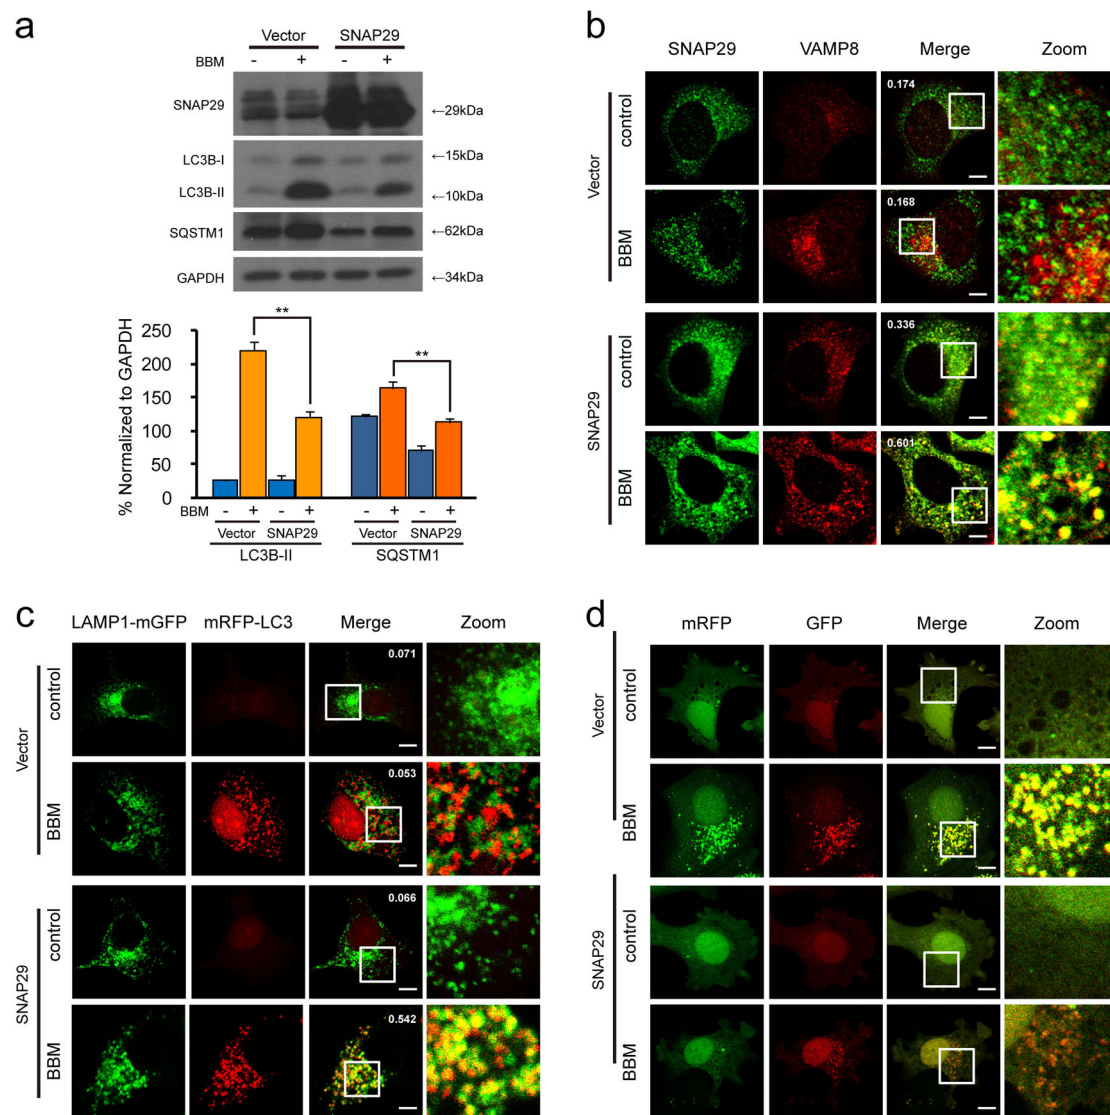 a
Vector SNAP29
BBM - + - +
SNAP29 ←29kDa
LC3B-I ←15kDa
LC3B-II ←10kDa
SQSTM1 ←62kDa
GAPDH ←34kDa
% Normalized to GAPDH
250
200
150
100
50
0
**
**
BBM - + - + - + - +
Vector SNAP29 Vector SNAP29
LC3B-II SQSTM1
b
SNAP29 VAMP8 Merge Zoom
Vector
control
0.174
BBM
0.168
SNAP29
control
0.336
BBM
0.601
c
LAMP1-mGFP mRFP-LC3 Merge Zoom
Vector
control
0.071
BBM
0.053
SNAP29
control
0.066
BBM
0.542
d
mRFP GFP Merge Zoom
Vector
control
BBM
SNAP29
control
BBM